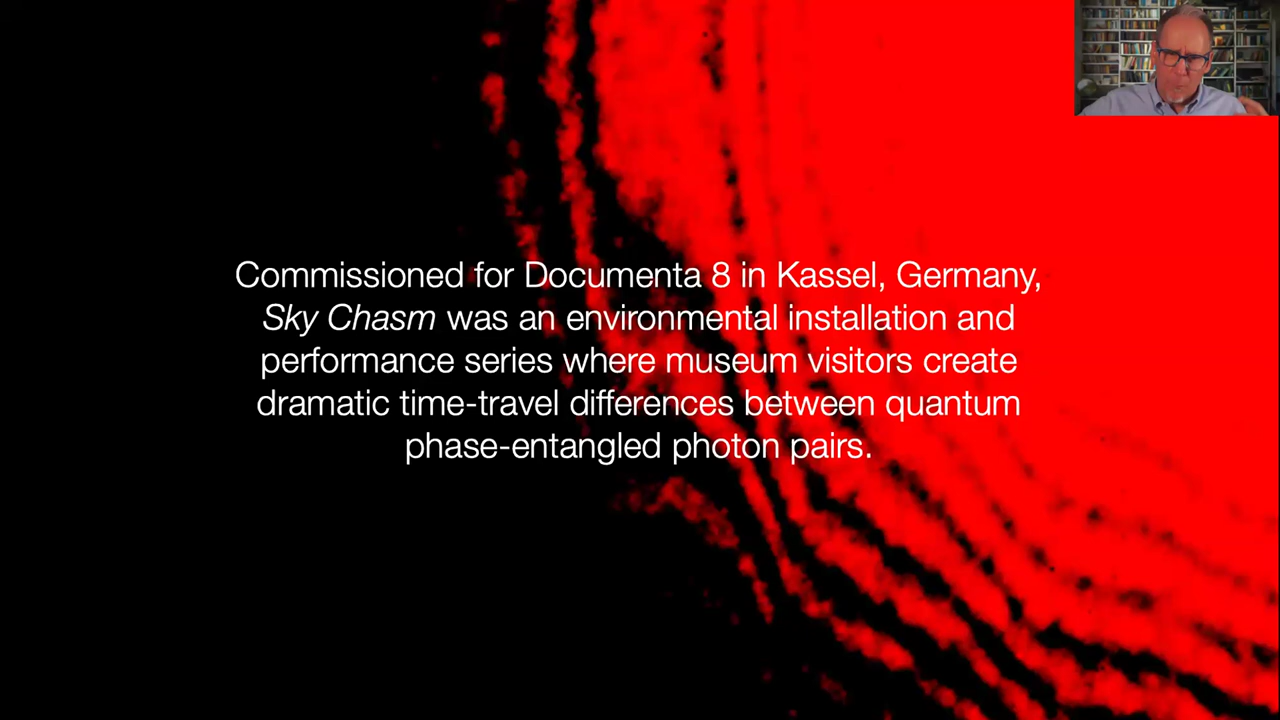 Commissioned for Documenta 8 in Kassel, Germany,
Sky Chasm was an environmental installation and
performance series where museum visitors create
dramatic time-travel differences between quantum
phase-entangled photon pairs.